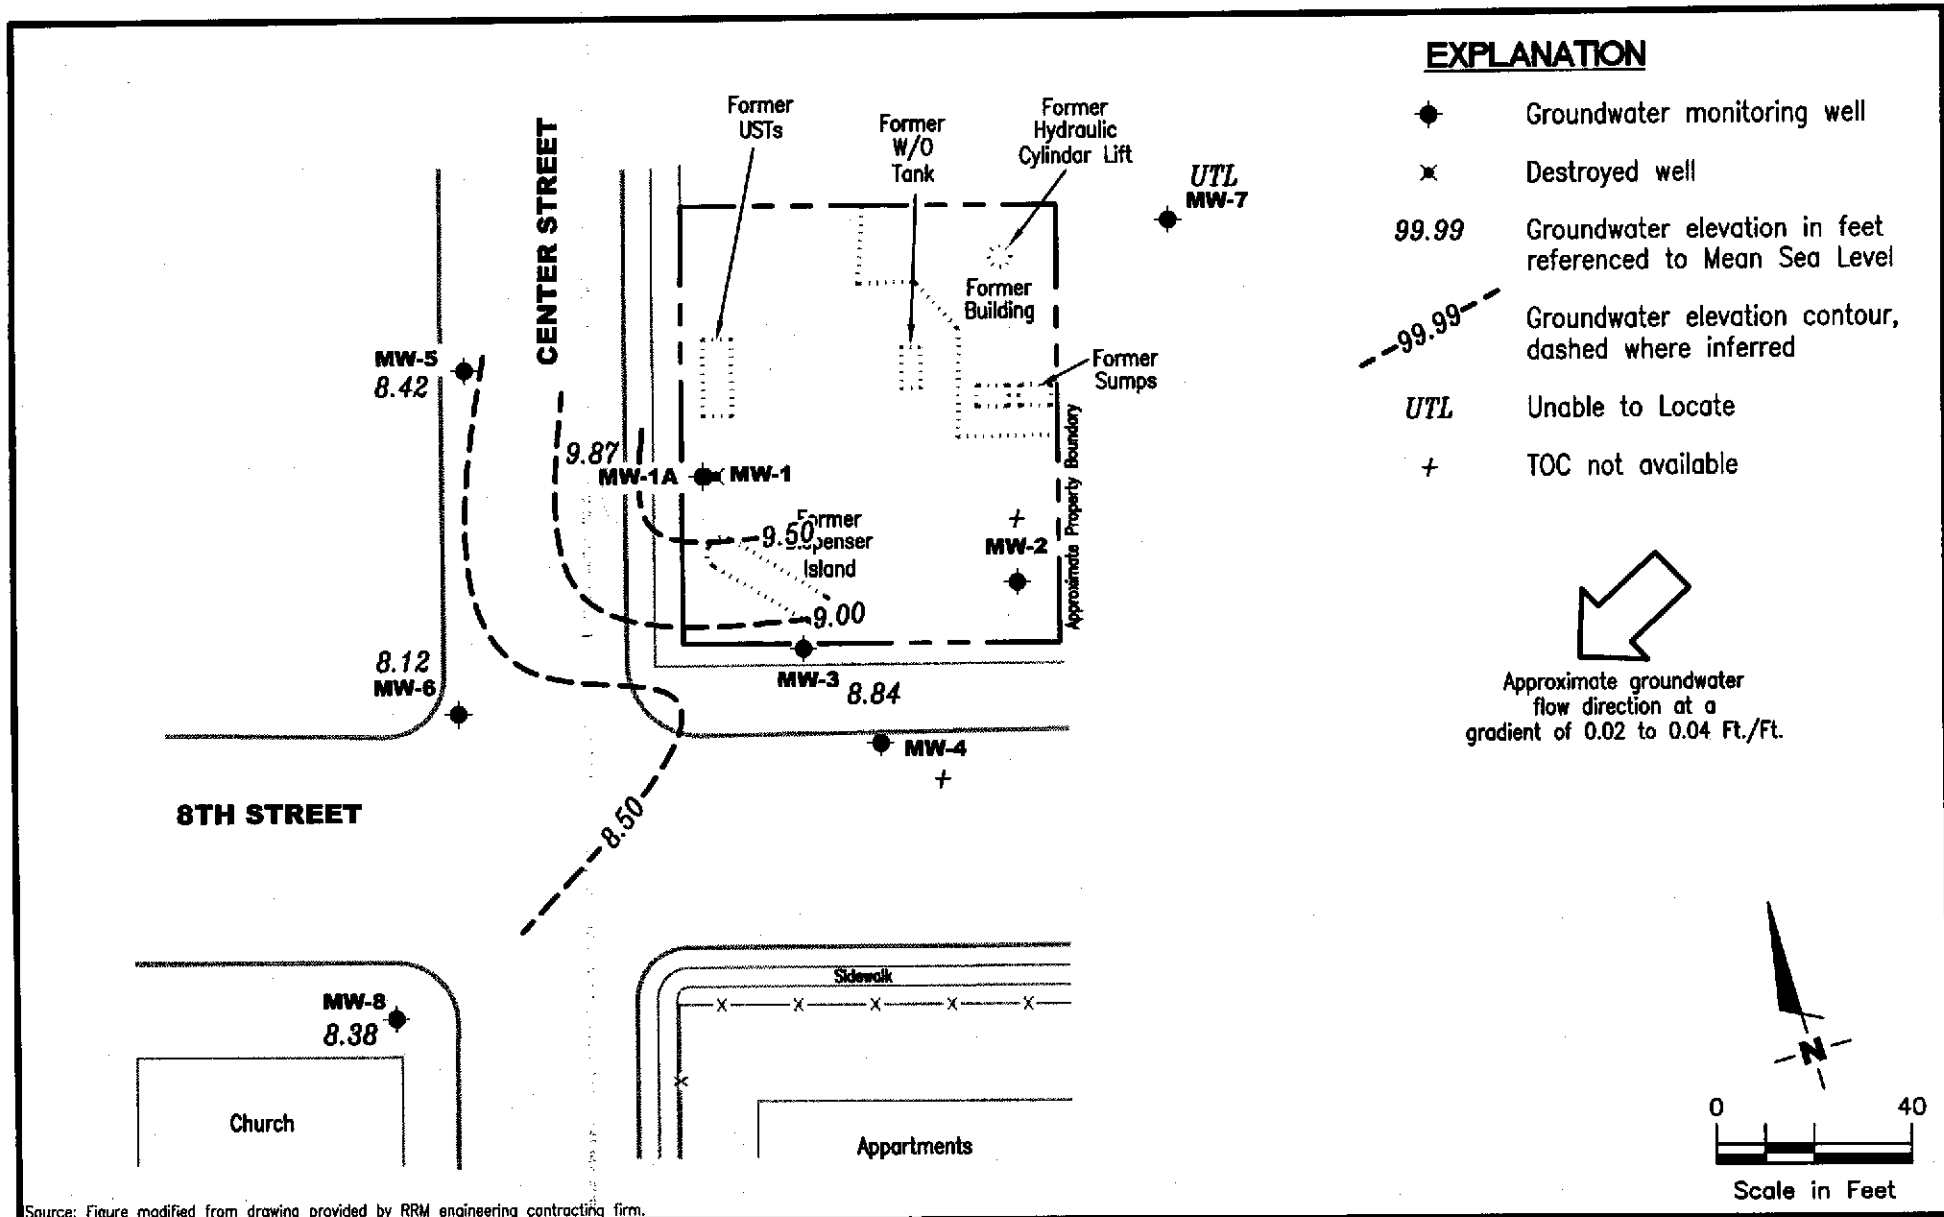 EXPLANATION
Groundwater monitoring well
Destroyed well
99.99
Groundwater elevation in feet
referenced to Mean Sea Level
99.99
Groundwater elevation contour,
dashed where inferred
UTL
Unable to Locate
+
TOC not available
CENTER STREET
Former
USTs
Former
W/O
Tank
Former
Hydraulic
Cylindar Lift
UTL
MW-7
Former
Building
Former
Sumps
MW-5
8.42
9.87
MW-1A
MW-1
Approximate Property Boundary
+
MW-2
9.50
Former
Dispenser
Island
9.00
8.12
MW-6
MW-3
8.84
MW-4
+
8TH STREET
8.50
Approximate groundwater
flow direction at a
gradient of 0.02 to 0.04 Ft./Ft.
Sidewalk
MW-8
8.38
Church
Appartments
N
0 40
Scale in Feet
Source: Figure modified from drawing provided by RRM engineering contracting firm.